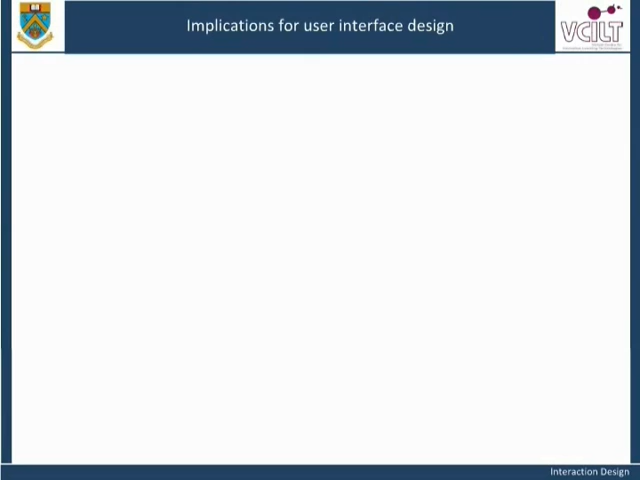 Implications for user interface design
VCILT
Interaction Design